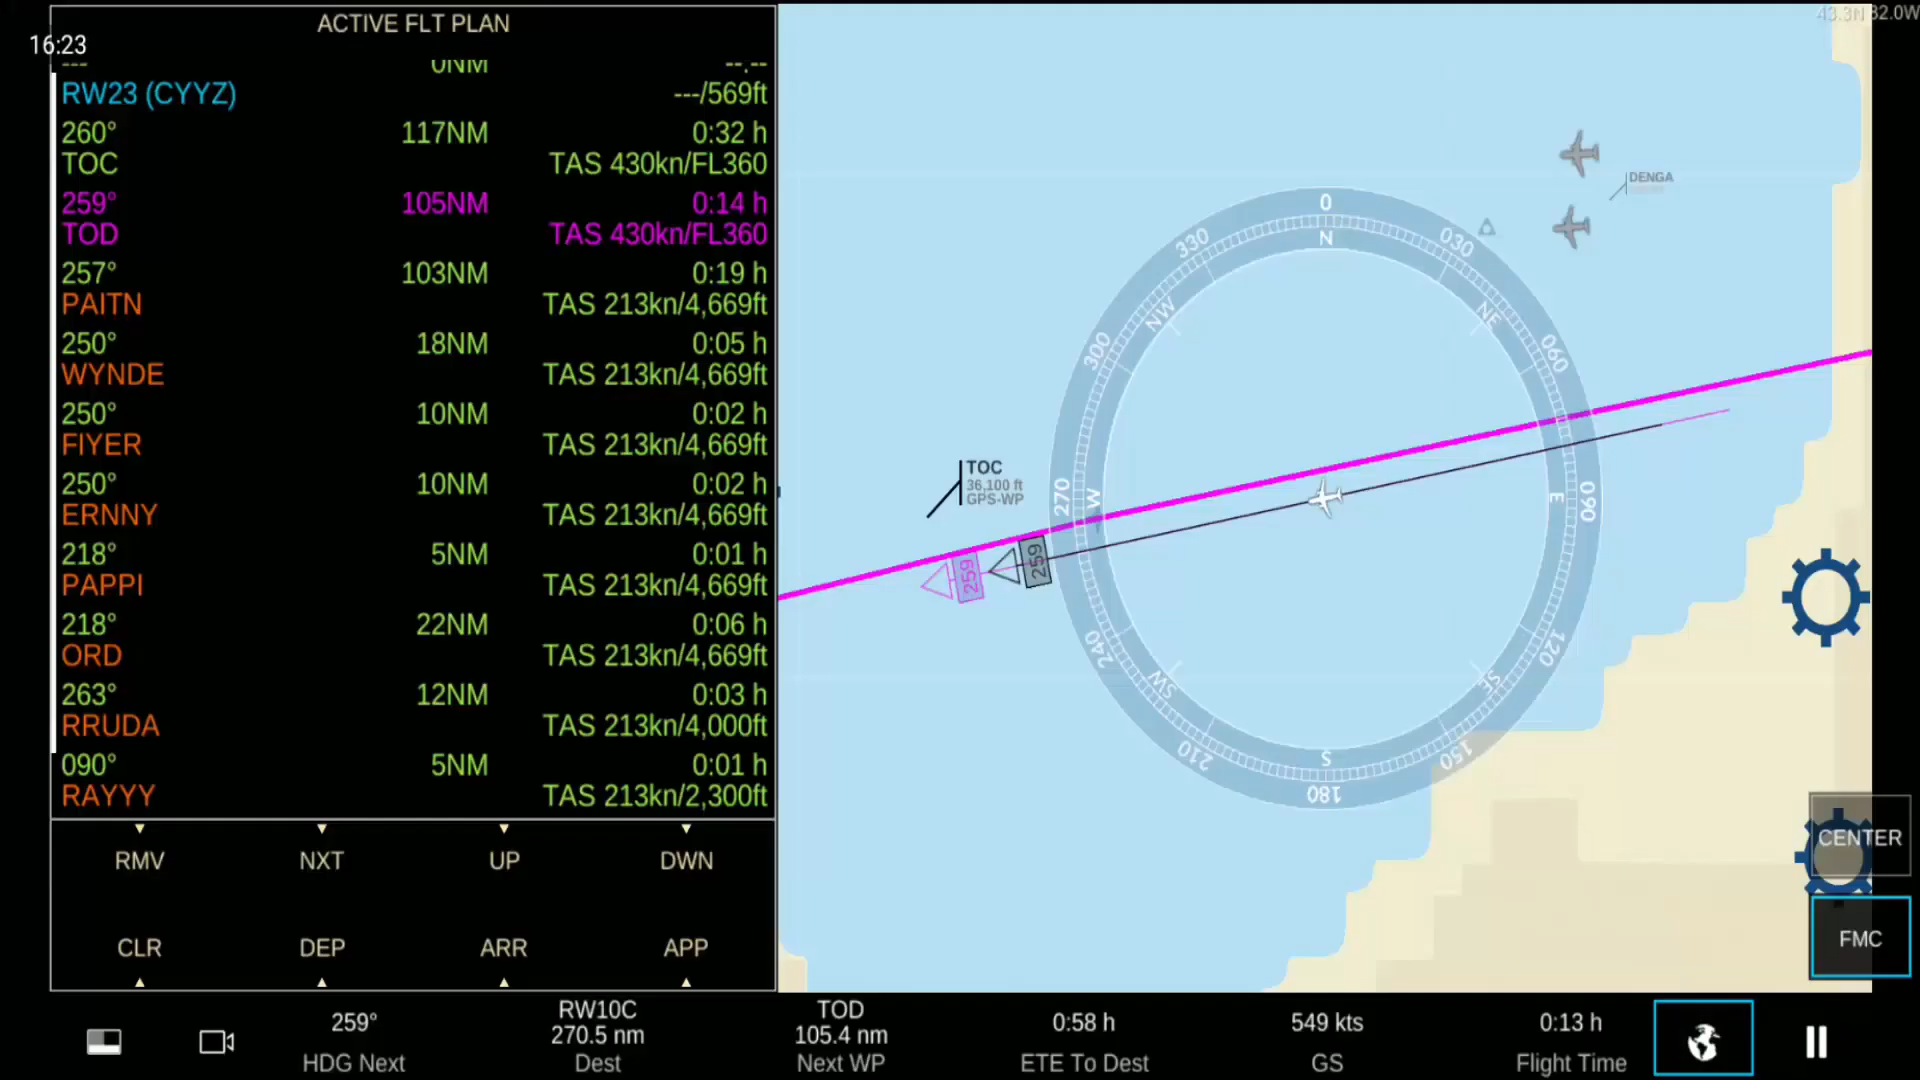 ACTIVE FLT PLAN
16:23
--- 0NM --.--
RW23 (CYYZ) ---/569ft
260° 117NM 0:32 h
TOC TAS 430kn/FL360
259° 105NM 0:14 h
TOD TAS 430kn/FL360
257° 103NM 0:19 h
PAITN TAS 213kn/4,669ft
250° 18NM 0:05 h
WYNDE TAS 213kn/4,669ft
250° 10NM 0:02 h
FIYER TAS 213kn/4,669ft
250° 10NM 0:02 h
ERNNY TAS 213kn/4,669ft
218° 5NM 0:01 h
PAPPI TAS 213kn/4,669ft
218° 22NM 0:06 h
ORD TAS 213kn/4,669ft
263° 12NM 0:03 h
RRUDA TAS 213kn/4,000ft
090° 5NM 0:01 h
RAYYY TAS 213kn/2,300ft
RMV NXT UP DWN
CLR DEP ARR APP
43.3N 82.0W
DENGA
0
N
030
NE
060
E
090
120
SE
150
S
180
210
SW
240
W
270
300
NW
330
TOC
36,100 ft
GPS-WP
259
259
CENTER
FMC
259°
HDG Next
RW10C
270.5 nm
Dest
TOD
105.4 nm
Next WP
0:58 h
ETE To Dest
549 kts
GS
0:13 h
Flight Time